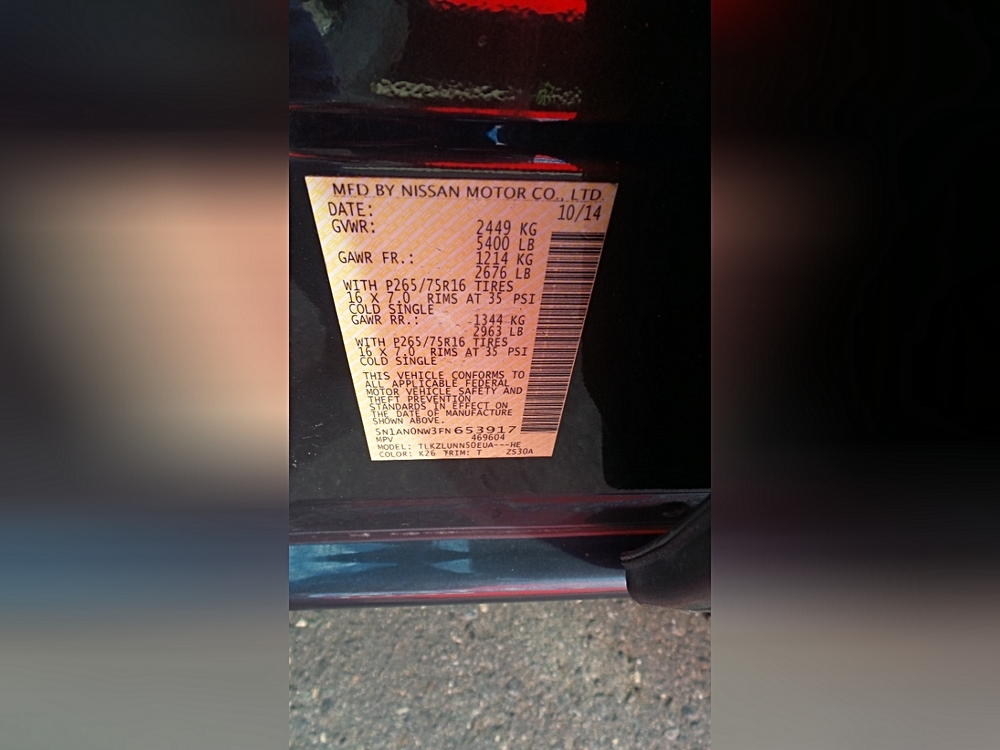 MFD BY NISSAN MOTOR CO., LTD.
DATE: 10/14
GVWR: 2449 KG
5400 LB
GAWR FR.: 1214 KG
2676 LB
WITH P265/75R16 TIRES
16 X 7.0 RIMS AT 35 PSI
COLD SINGLE
GAWR RR.: 1344 KG
2963 LB
WITH P265/75R16 TIRES
16 X 7.0 RIMS AT 35 PSI
COLD SINGLE
THIS VEHICLE CONFORMS TO
ALL APPLICABLE FEDERAL
MOTOR VEHICLE SAFETY AND
THEFT PREVENTION
STANDARDS IN EFFECT ON
THE DATE OF MANUFACTURE
SHOWN ABOVE.
5N1AN0NW3FN653917
MPV 469604
MODEL: TLKZLUNN50EUA---HE
COLOR: K26 TRIM: T ZS30A